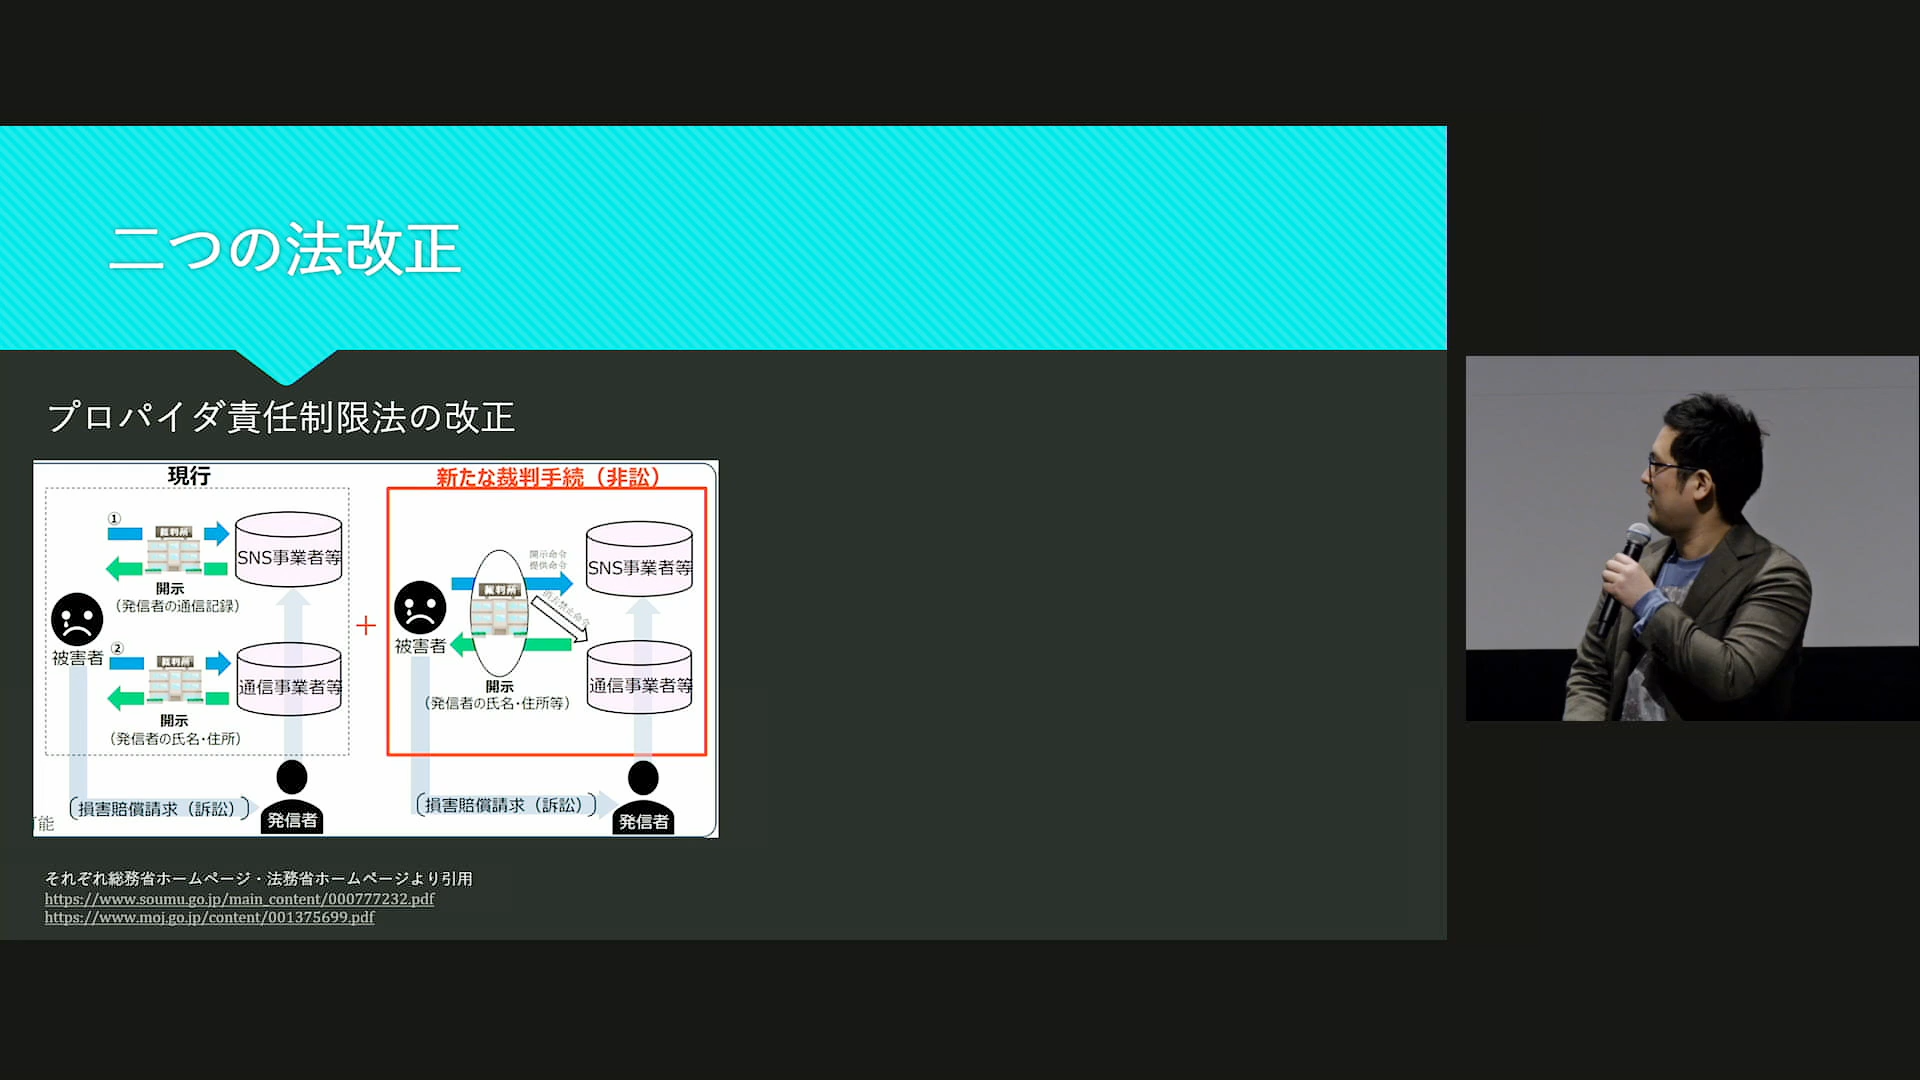 二つの法改正
プロバイダ責任制限法の改正
現行
①
裁判所
SNS事業者等
開示
(発信者の通信記録)
被害者
②
裁判所
通信事業者等
開示
(発信者の氏名・住所)
損害賠償請求(訴訟)
発信者
能
+
新たな裁判手続(非訟)
開示命令
提供命令
裁判所
SNS事業者等
消去禁止命令
被害者
通信事業者等
開示
(発信者の氏名・住所等)
損害賠償請求(訴訟)
発信者
それぞれ総務省ホームページ・法務省ホームページより引用
https://www.soumu.go.jp/main_content/000777232.pdf
https://www.moj.go.jp/content/001375699.pdf